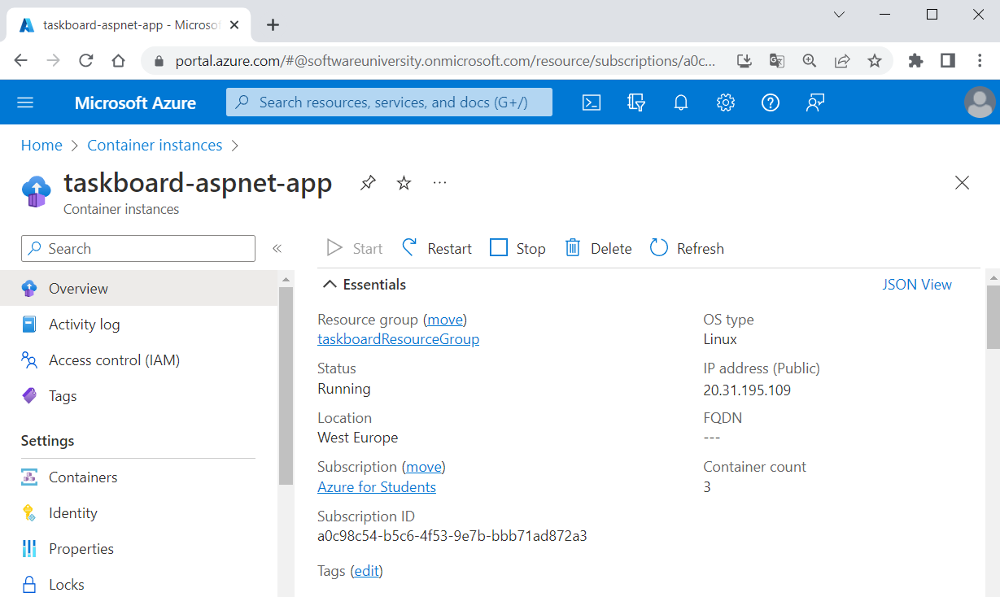 taskboard-aspnet-app - Microso
portal.azure.com/#@softwareuniversity.onmicrosoft.com/resource/subscriptions/a0c...
Microsoft Azure
Search resources, services, and docs (G+/)
Home > Container instances >
taskboard-aspnet-app
...
Container instances
Search
«
Start
Restart
Stop
Delete
Refresh
Overview
Activity log
Access control (IAM)
Tags
Settings
Containers
Identity
Properties
Locks
Essentials
JSON View
Resource group (move)
taskboardResourceGroup
Status
Running
Location
West Europe
Subscription (move)
Azure for Students
Subscription ID
a0c98c54-b5c6-4f53-9e7b-bbb71ad872a3
Tags (edit)
OS type
Linux
IP address (Public)
20.31.195.109
FQDN
---
Container count
3